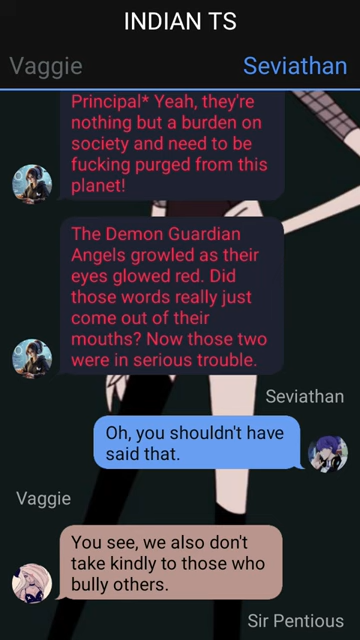 INDIAN TS
Vaggie
Seviathan
Principal* Yeah, they're
nothing but a burden on
society and need to be
fucking purged from this
planet!
The Demon Guardian
Angels growled as their
eyes glowed red. Did
those words really just
come out of their
mouths? Now those two
were in serious trouble.
Seviathan
Oh, you shouldn't have
said that.
Vaggie
You see, we also don't
take kindly to those who
bully others.
Sir Pentious